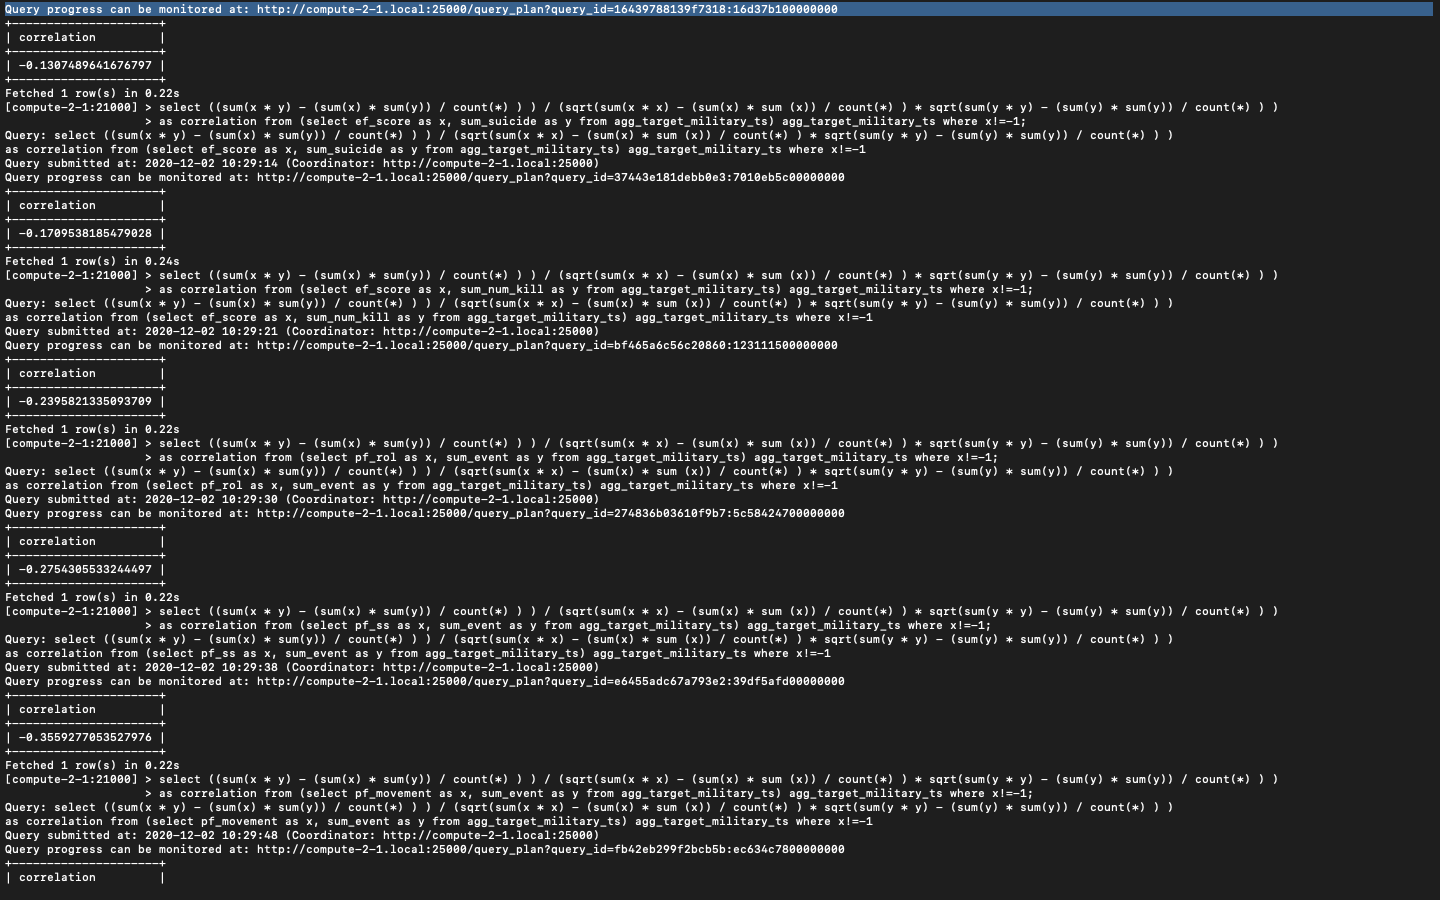 Query progress can be monitored at: http://compute-2-1.local:25000/query_plan?query_id=16439788139f7318:16d37b100000000
+---------------------+
| correlation         |
+---------------------+
| -0.1307489641676797 |
+---------------------+
Fetched 1 row(s) in 0.22s
[compute-2-1:21000] > select ((sum(x * y) - (sum(x) * sum(y)) / count(*) ) ) / (sqrt(sum(x * x) - (sum(x) * sum (x)) / count(*) ) * sqrt(sum(y * y) - (sum(y) * sum(y)) / count(*) ) )
                    > as correlation from (select ef_score as x, sum_suicide as y from agg_target_military_ts) agg_target_military_ts where x!=-1;
Query: select ((sum(x * y) - (sum(x) * sum(y)) / count(*) ) ) / (sqrt(sum(x * x) - (sum(x) * sum (x)) / count(*) ) * sqrt(sum(y * y) - (sum(y) * sum(y)) / count(*) ) )
as correlation from (select ef_score as x, sum_suicide as y from agg_target_military_ts) agg_target_military_ts where x!=-1
Query submitted at: 2020-12-02 10:29:14 (Coordinator: http://compute-2-1.local:25000)
Query progress can be monitored at: http://compute-2-1.local:25000/query_plan?query_id=37443e181debb0e3:7010eb5c00000000
+---------------------+
| correlation         |
+---------------------+
| -0.1709538185479028 |
+---------------------+
Fetched 1 row(s) in 0.24s
[compute-2-1:21000] > select ((sum(x * y) - (sum(x) * sum(y)) / count(*) ) ) / (sqrt(sum(x * x) - (sum(x) * sum (x)) / count(*) ) * sqrt(sum(y * y) - (sum(y) * sum(y)) / count(*) ) )
                    > as correlation from (select ef_score as x, sum_num_kill as y from agg_target_military_ts) agg_target_military_ts where x!=-1;
Query: select ((sum(x * y) - (sum(x) * sum(y)) / count(*) ) ) / (sqrt(sum(x * x) - (sum(x) * sum (x)) / count(*) ) * sqrt(sum(y * y) - (sum(y) * sum(y)) / count(*) ) )
as correlation from (select ef_score as x, sum_num_kill as y from agg_target_military_ts) agg_target_military_ts where x!=-1
Query submitted at: 2020-12-02 10:29:21 (Coordinator: http://compute-2-1.local:25000)
Query progress can be monitored at: http://compute-2-1.local:25000/query_plan?query_id=bf465a6c56c20860:123111500000000
+---------------------+
| correlation         |
+---------------------+
| -0.2395821335093709 |
+---------------------+
Fetched 1 row(s) in 0.22s
[compute-2-1:21000] > select ((sum(x * y) - (sum(x) * sum(y)) / count(*) ) ) / (sqrt(sum(x * x) - (sum(x) * sum (x)) / count(*) ) * sqrt(sum(y * y) - (sum(y) * sum(y)) / count(*) ) )
                    > as correlation from (select pf_rol as x, sum_event as y from agg_target_military_ts) agg_target_military_ts where x!=-1;
Query: select ((sum(x * y) - (sum(x) * sum(y)) / count(*) ) ) / (sqrt(sum(x * x) - (sum(x) * sum (x)) / count(*) ) * sqrt(sum(y * y) - (sum(y) * sum(y)) / count(*) ) )
as correlation from (select pf_rol as x, sum_event as y from agg_target_military_ts) agg_target_military_ts where x!=-1
Query submitted at: 2020-12-02 10:29:30 (Coordinator: http://compute-2-1.local:25000)
Query progress can be monitored at: http://compute-2-1.local:25000/query_plan?query_id=274836b03610f9b7:5c58424700000000
+---------------------+
| correlation         |
+---------------------+
| -0.2754305533244497 |
+---------------------+
Fetched 1 row(s) in 0.22s
[compute-2-1:21000] > select ((sum(x * y) - (sum(x) * sum(y)) / count(*) ) ) / (sqrt(sum(x * x) - (sum(x) * sum (x)) / count(*) ) * sqrt(sum(y * y) - (sum(y) * sum(y)) / count(*) ) )
                    > as correlation from (select pf_ss as x, sum_event as y from agg_target_military_ts) agg_target_military_ts where x!=-1;
Query: select ((sum(x * y) - (sum(x) * sum(y)) / count(*) ) ) / (sqrt(sum(x * x) - (sum(x) * sum (x)) / count(*) ) * sqrt(sum(y * y) - (sum(y) * sum(y)) / count(*) ) )
as correlation from (select pf_ss as x, sum_event as y from agg_target_military_ts) agg_target_military_ts where x!=-1
Query submitted at: 2020-12-02 10:29:38 (Coordinator: http://compute-2-1.local:25000)
Query progress can be monitored at: http://compute-2-1.local:25000/query_plan?query_id=e6455adc67a793e2:39df5afd00000000
+---------------------+
| correlation         |
+---------------------+
| -0.3559277053527976 |
+---------------------+
Fetched 1 row(s) in 0.22s
[compute-2-1:21000] > select ((sum(x * y) - (sum(x) * sum(y)) / count(*) ) ) / (sqrt(sum(x * x) - (sum(x) * sum (x)) / count(*) ) * sqrt(sum(y * y) - (sum(y) * sum(y)) / count(*) ) )
                    > as correlation from (select pf_movement as x, sum_event as y from agg_target_military_ts) agg_target_military_ts where x!=-1;
Query: select ((sum(x * y) - (sum(x) * sum(y)) / count(*) ) ) / (sqrt(sum(x * x) - (sum(x) * sum (x)) / count(*) ) * sqrt(sum(y * y) - (sum(y) * sum(y)) / count(*) ) )
as correlation from (select pf_movement as x, sum_event as y from agg_target_military_ts) agg_target_military_ts where x!=-1
Query submitted at: 2020-12-02 10:29:48 (Coordinator: http://compute-2-1.local:25000)
Query progress can be monitored at: http://compute-2-1.local:25000/query_plan?query_id=fb42eb299f2bcb5b:ec634c7800000000
+---------------------+
| correlation         |